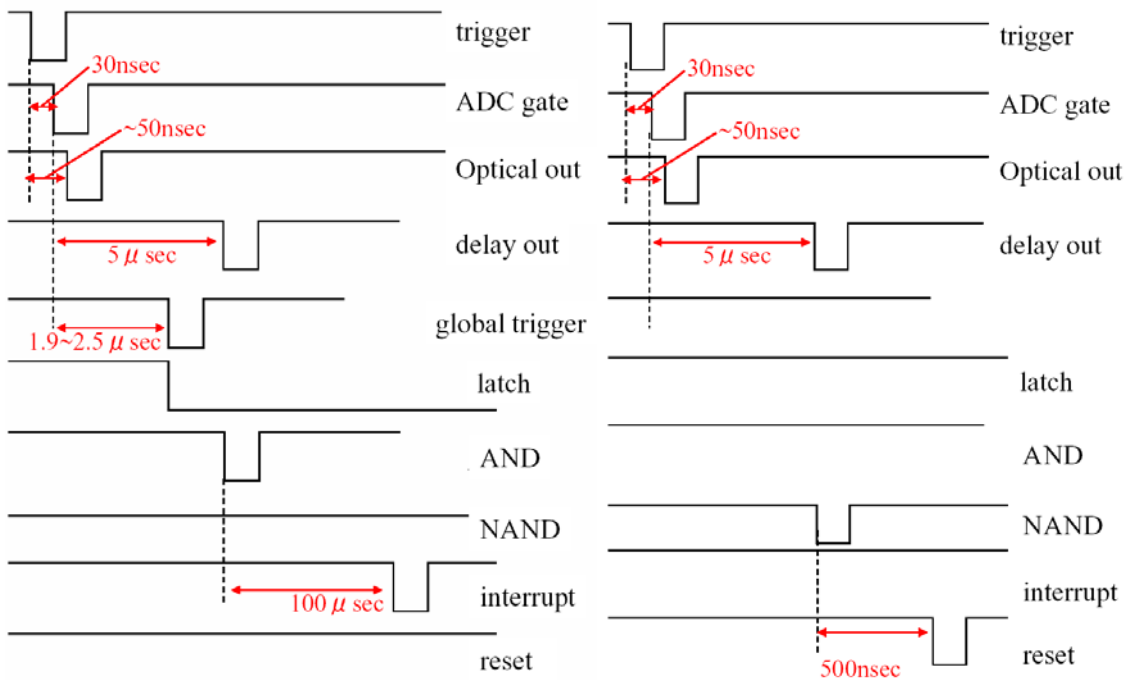 trigger
30nsec
ADC gate
~50nsec
Optical out
delay out
5 μ sec
global trigger
1.9~2.5 μ sec
latch
AND
NAND
100 μ sec
interrupt
reset
trigger
30nsec
ADC gate
~50nsec
Optical out
delay out
5 μ sec
latch
AND
NAND
interrupt
500nsec
reset